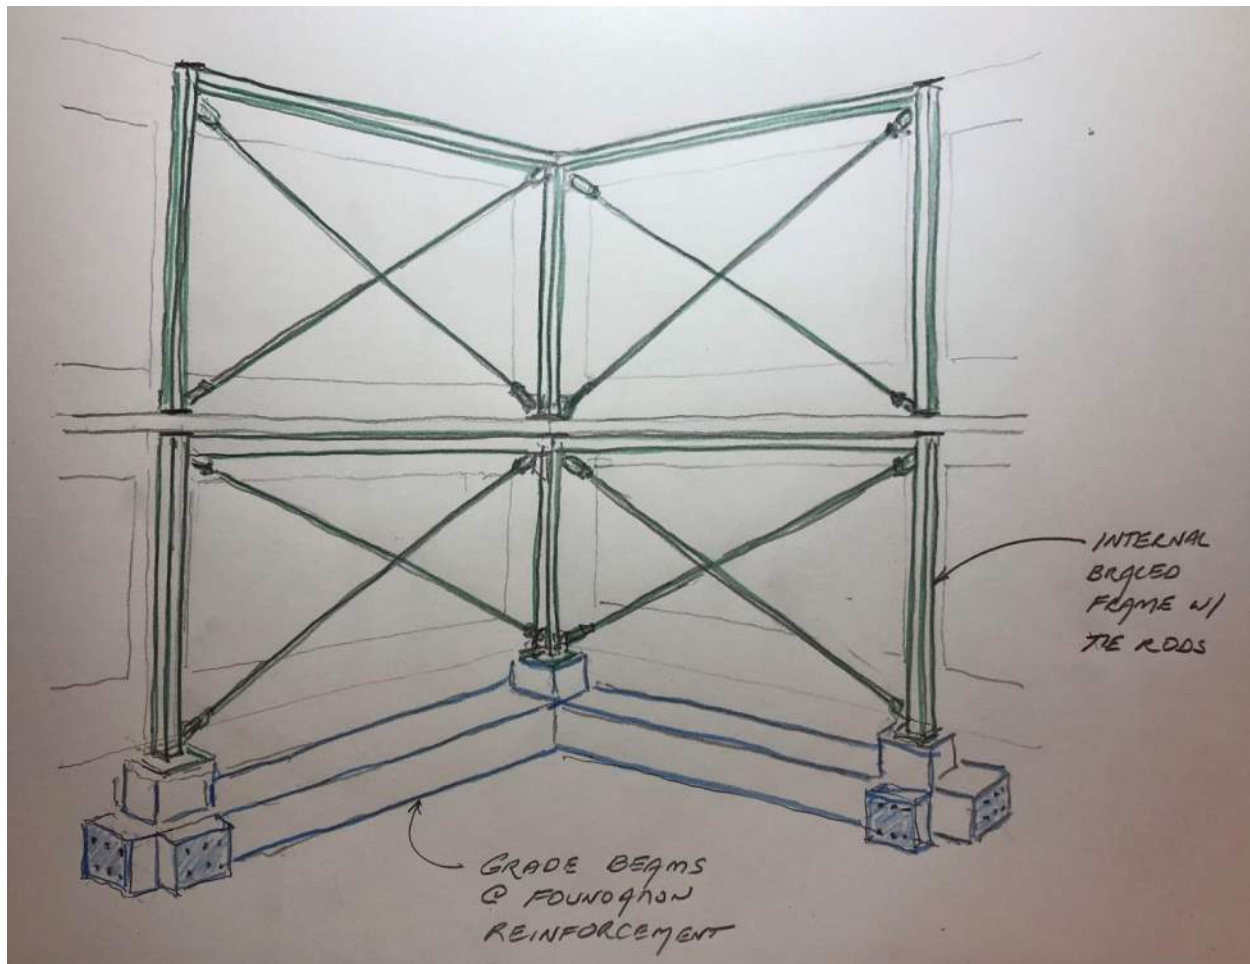 INTERNAL
BRACED
FRAME W/
TIE RODS
GRADE BEAMS
@ FOUNDATION
REINFORCEMENT